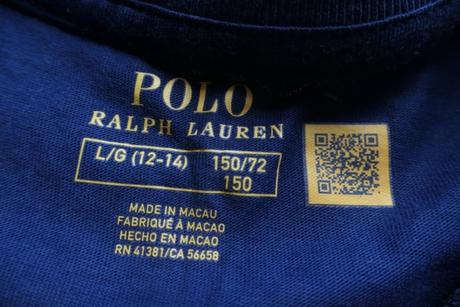 POLO
RALPH LAUREN
L/G (12-14) 150/72
150
MADE IN MACAU
FABRIQUÉ À MACAO
HECHO EN MACAO
RN 41381/CA 56658